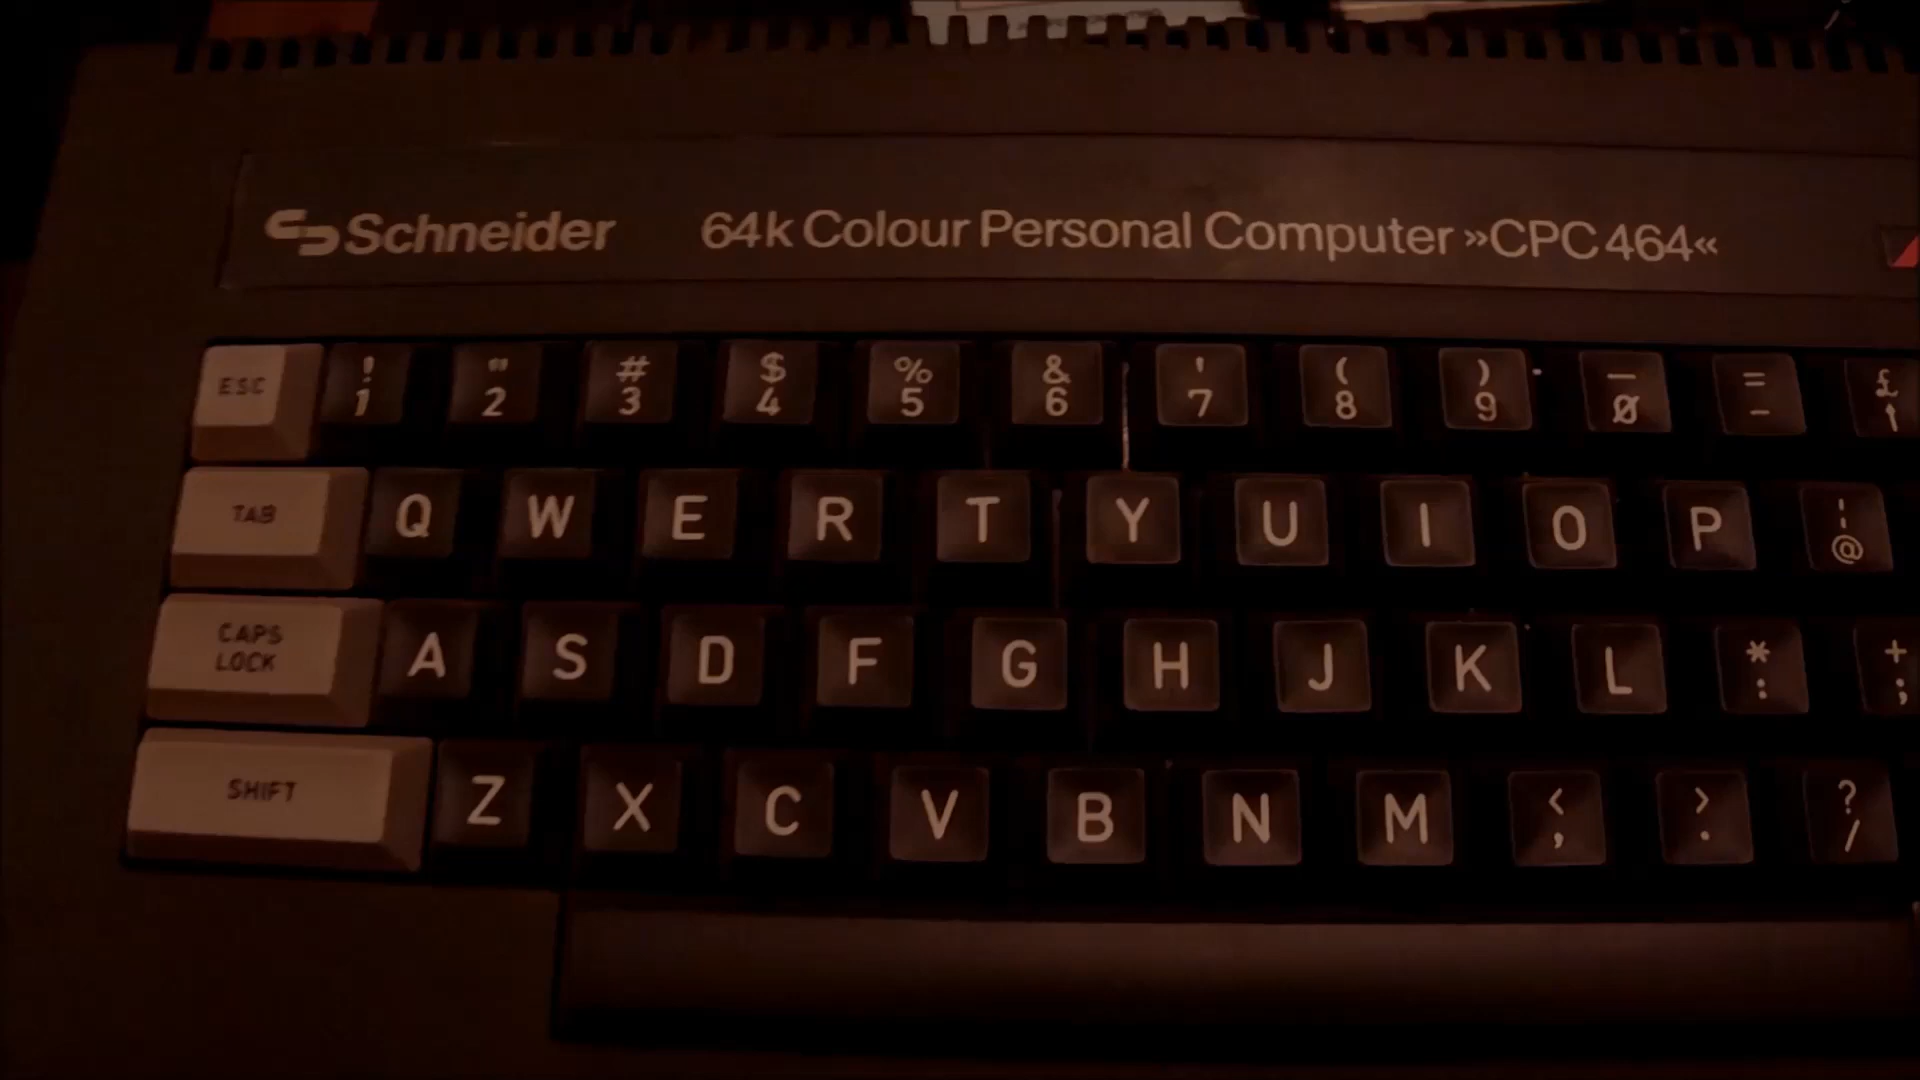 Schneider 64k Colour Personal Computer »CPC464«
ESC ! 1 " 2 # 3 $ 4 % 5 & 6 ' 7 ( 8 ) 9 _ 0 = - £ ↑
TAB Q W E R T Y U I O P ¦ @
CAPS LOCK A S D F G H J K L * : + ;
SHIFT Z X C V B N M < , > . ? /